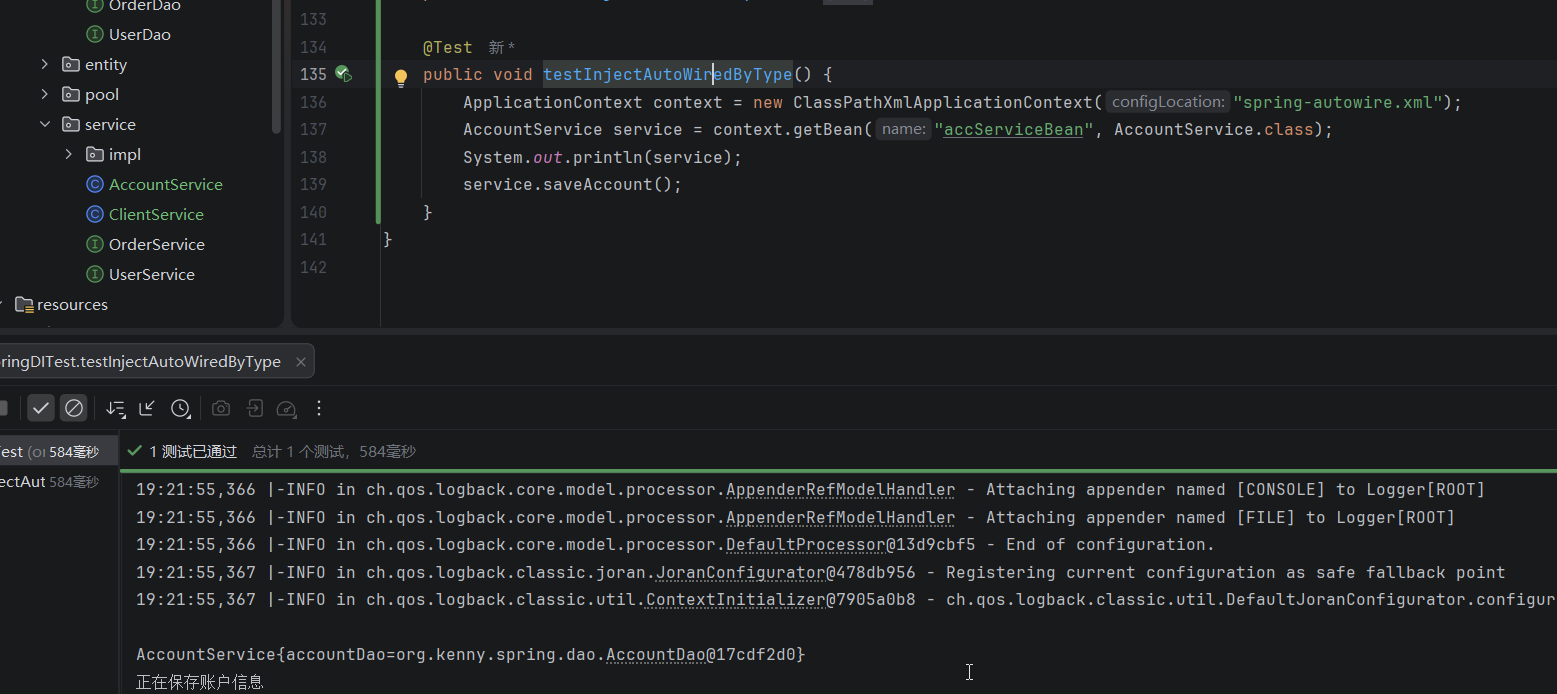 OrderDao
UserDao
entity
pool
service
impl
AccountService
ClientService
OrderService
UserService
resources
133
134 @Test 新 *
135 public void testInjectAutoWiredByType() {
136 ApplicationContext context = new ClassPathXmlApplicationContext( configLocation: "spring-autowire.xml");
137 AccountService service = context.getBean( name: "accServiceBean", AccountService.class);
138 System.out.println(service);
139 service.saveAccount();
140 }
141 }
142
ringDITest.testInjectAutoWiredByType
est (or 584毫秒
ectAut 584毫秒
1 测试已通过 总计 1 个测试, 584毫秒
19:21:55,366 |-INFO in ch.qos.logback.core.model.processor.AppenderRefModelHandler - Attaching appender named [CONSOLE] to Logger[ROOT]
19:21:55,366 |-INFO in ch.qos.logback.core.model.processor.AppenderRefModelHandler - Attaching appender named [FILE] to Logger[ROOT]
19:21:55,366 |-INFO in ch.qos.logback.core.model.processor.DefaultProcessor@13d9cbf5 - End of configuration.
19:21:55,367 |-INFO in ch.qos.logback.classic.joran.JoranConfigurator@478db956 - Registering current configuration as safe fallback point
19:21:55,367 |-INFO in ch.qos.logback.classic.util.ContextInitializer@7905a0b8 - ch.qos.logback.classic.util.DefaultJoranConfigurator.configur
AccountService{accountDao=org.kenny.spring.dao.AccountDao@17cdf2d0}
正在保存账户信息